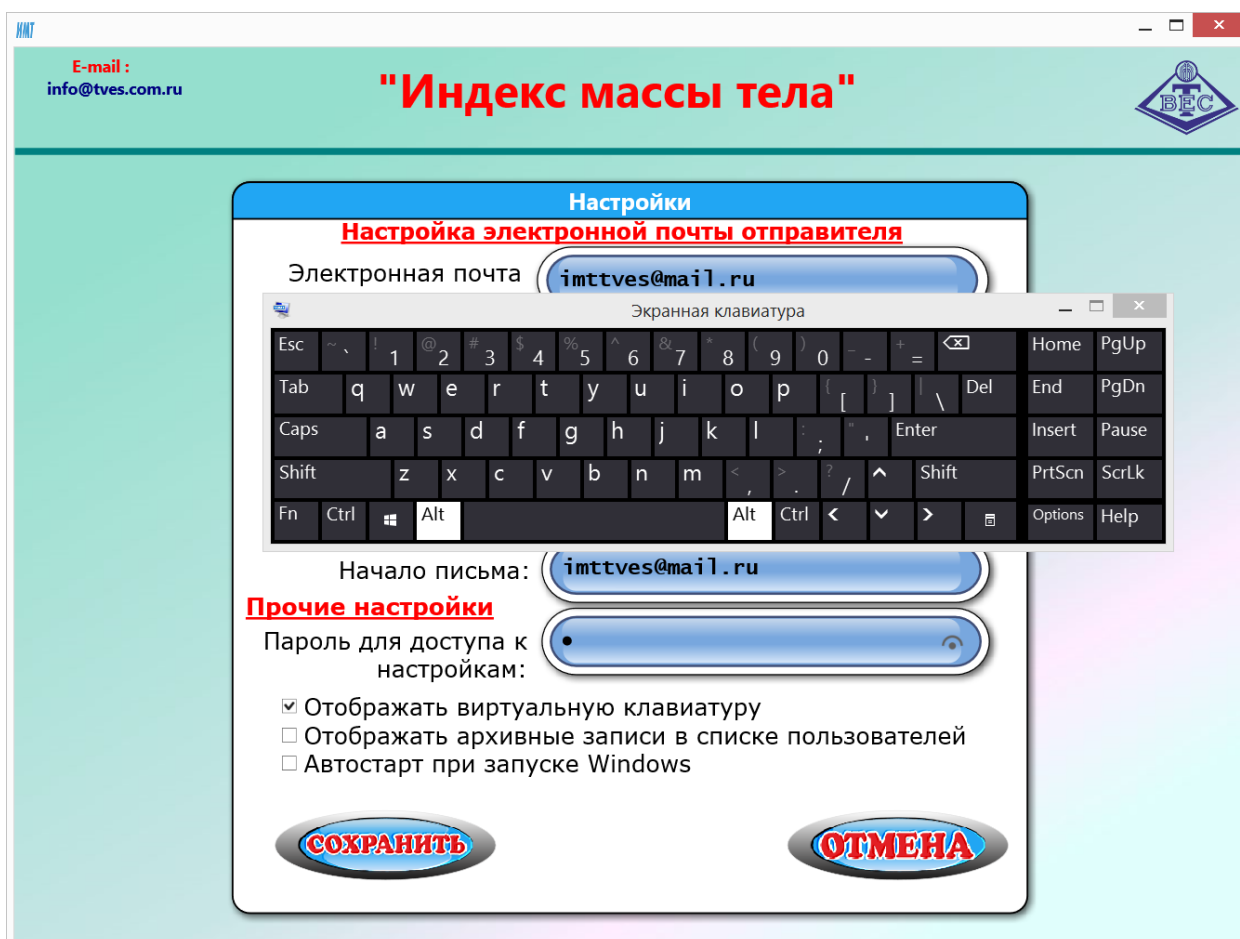 ИМТ
E-mail :
info@tves.com.ru
"Индекс массы тела"
ТВЕС
Настройки
Настройка электронной почты отправителя
Электронная почта
imttves@mail.ru
Экранная клавиатура
Esc ~ ` ! 1 @ 2 # 3 $ 4 % 5 ^ 6 & 7 * 8 ( 9 ) 0 _ - + = Home PgUp
Tab q w e r t y u i o p { [ } ] | \ Del End PgDn
Caps a s d f g h j k l : ; " ' Enter Insert Pause
Shift z x c v b n m < , > . ? / Shift PrtScn ScrLk
Fn Ctrl Alt Alt Ctrl Options Help
Начало письма:
imttves@mail.ru
Прочие настройки
Пароль для доступа к
настройкам:
Отображать виртуальную клавиатуру
Отображать архивные записи в списке пользователей
Автостарт при запуске Windows
СОХРАНИТЬ
ОТМЕНА